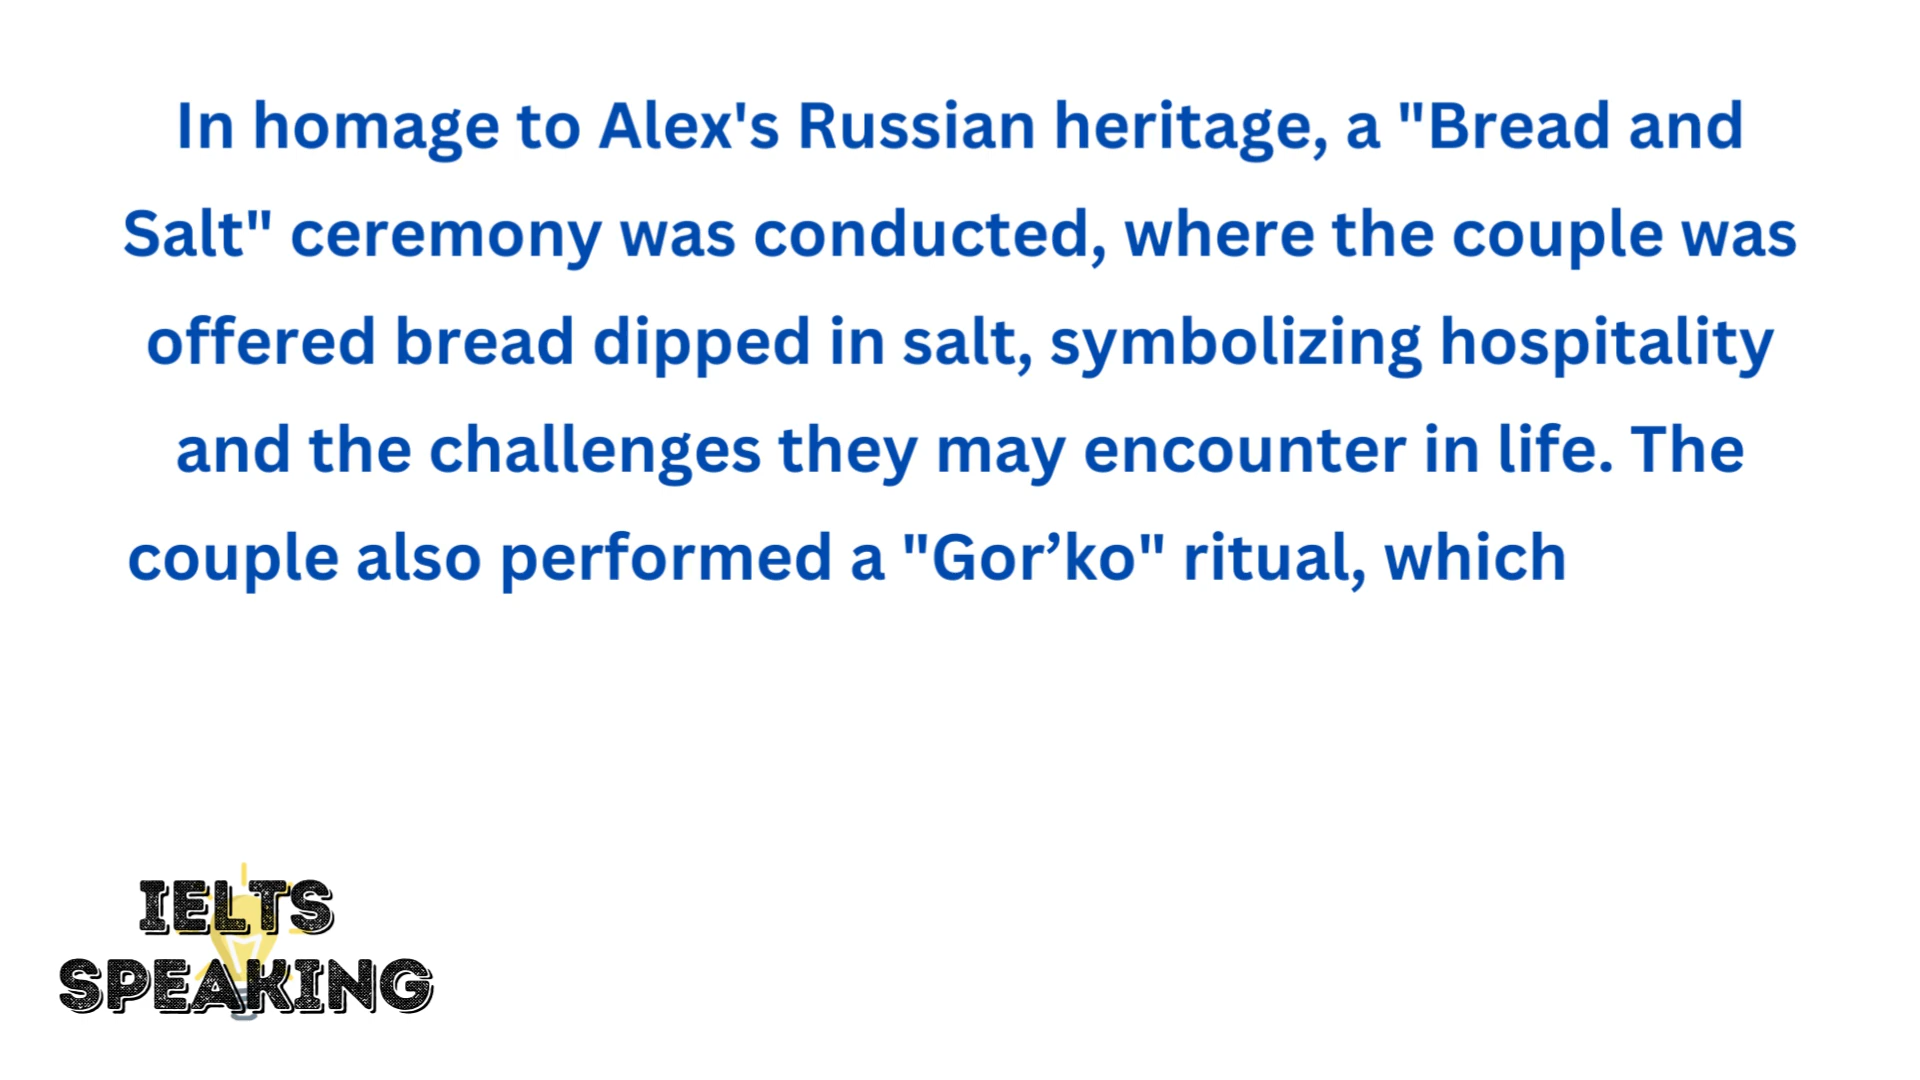 In homage to Alex's Russian heritage, a "Bread and
Salt" ceremony was conducted, where the couple was
offered bread dipped in salt, symbolizing hospitality
and the challenges they may encounter in life. The
couple also performed a "Gor’ko" ritual, which
IELTS
SPEAKING